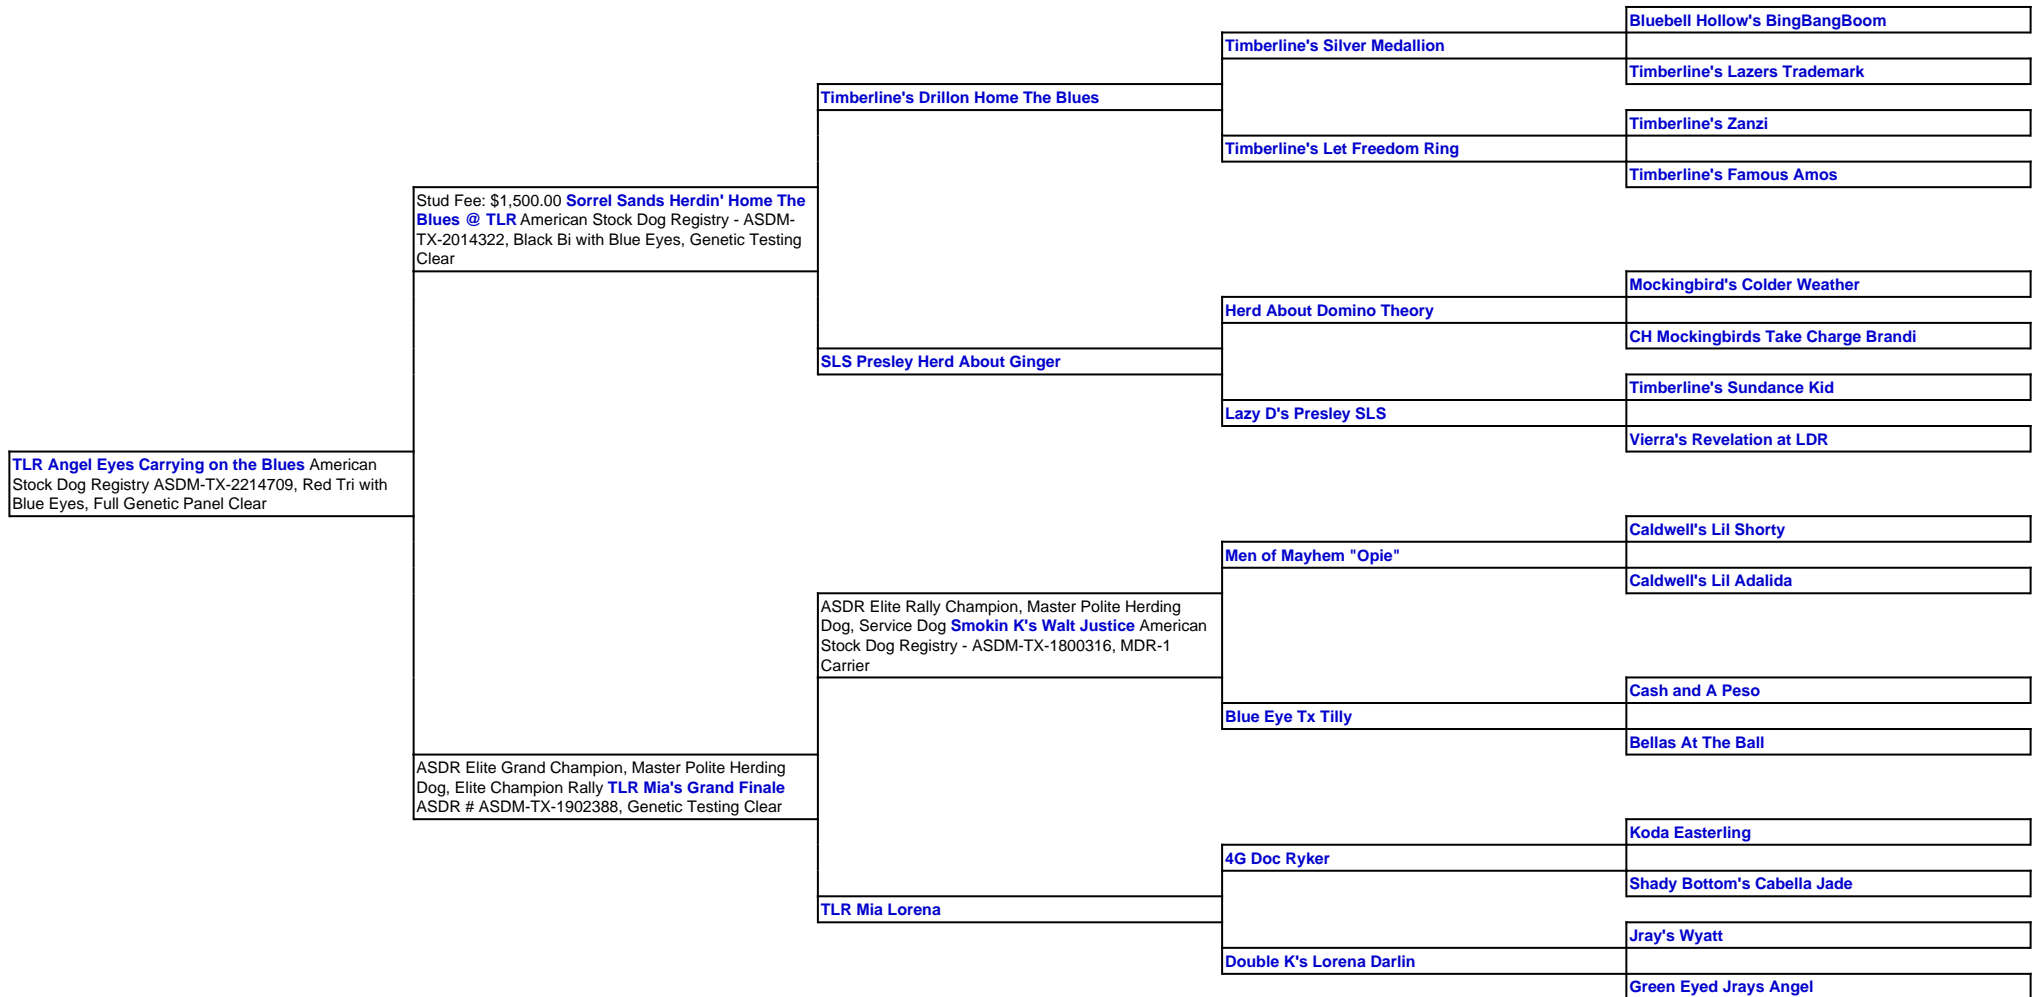 Bluebell Hollow's BingBangBoom
Timberline's Silver Medallion
Timberline's Lazers Trademark
Timberline's Drillon Home The Blues
Timberline's Zanzi
Timberline's Let Freedom Ring
Timberline's Famous Amos
Stud Fee: $1,500.00 Sorrel Sands Herdin' Home The
Blues @ TLR American Stock Dog Registry - ASDM-
TX-2014322, Black Bi with Blue Eyes, Genetic Testing
Clear
Mockingbird's Colder Weather
Herd About Domino Theory
CH Mockingbirds Take Charge Brandi
SLS Presley Herd About Ginger
Timberline's Sundance Kid
Lazy D's Presley SLS
Vierra's Revelation at LDR
TLR Angel Eyes Carrying on the Blues American
Stock Dog Registry ASDM-TX-2214709, Red Tri with
Blue Eyes, Full Genetic Panel Clear
Caldwell's Lil Shorty
Men of Mayhem "Opie"
Caldwell's Lil Adalida
ASDR Elite Rally Champion, Master Polite Herding
Dog, Service Dog Smokin K's Walt Justice American
Stock Dog Registry - ASDM-TX-1800316, MDR-1
Carrier
Cash and A Peso
Blue Eye Tx Tilly
Bellas At The Ball
ASDR Elite Grand Champion, Master Polite Herding
Dog, Elite Champion Rally TLR Mia's Grand Finale
ASDR # ASDM-TX-1902388, Genetic Testing Clear
Koda Easterling
4G Doc Ryker
Shady Bottom's Cabella Jade
TLR Mia Lorena
Jray's Wyatt
Double K's Lorena Darlin
Green Eyed Jrays Angel